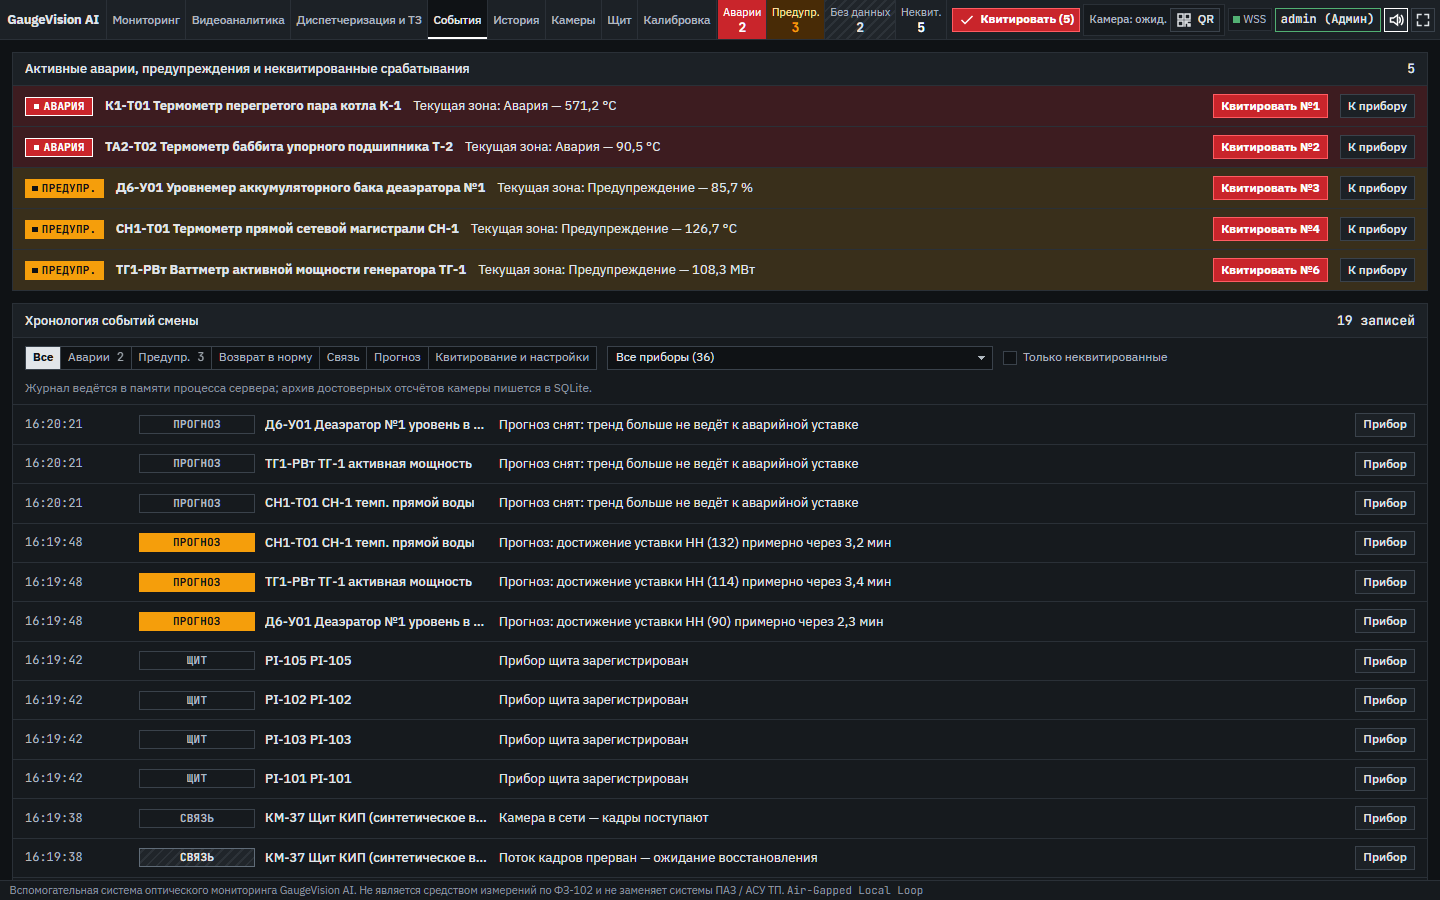 GaugeVision AI Мониторинг Видеоаналитика Диспетчеризация и ТЗ События История Камеры Щит Калибровка Аварии 2 Предупр. 3 Без данных 2 Неквит. 5 Квитировать (5) Камера: ожид. QR WSS admin (Админ)
Активные аварии, предупреждения и неквитированные срабатывания 5
АВАРИЯ К1-Т01 Термометр перегретого пара котла К-1 Текущая зона: Авария — 571,2 °C Квитировать №1 К прибору
АВАРИЯ ТА2-Т02 Термометр баббита упорного подшипника Т-2 Текущая зона: Авария — 90,5 °C Квитировать №2 К прибору
ПРЕДУПР. Д6-У01 Уровнемер аккумуляторного бака деаэратора №1 Текущая зона: Предупреждение — 85,7 % Квитировать №3 К прибору
ПРЕДУПР. СН1-Т01 Термометр прямой сетевой магистрали СН-1 Текущая зона: Предупреждение — 126,7 °C Квитировать №4 К прибору
ПРЕДУПР. ТГ1-РВт Ваттметр активной мощности генератора ТГ-1 Текущая зона: Предупреждение — 108,3 МВт Квитировать №6 К прибору
Хронология событий смены 19 записей
Все Аварии 2 Предупр. 3 Возврат в норму Связь Прогноз Квитирование и настройки Все приборы (36) Только неквитированные
Журнал ведётся в памяти процесса сервера; архив достоверных отсчётов камеры пишется в SQLite.
16:20:21 ПРОГНОЗ Д6-У01 Деаэратор №1 уровень в ... Прогноз снят: тренд больше не ведёт к аварийной уставке Прибор
16:20:21 ПРОГНОЗ ТГ1-РВт ТГ-1 активная мощность Прогноз снят: тренд больше не ведёт к аварийной уставке Прибор
16:20:21 ПРОГНОЗ СН1-Т01 СН-1 темп. прямой воды Прогноз снят: тренд больше не ведёт к аварийной уставке Прибор
16:19:48 ПРОГНОЗ СН1-Т01 СН-1 темп. прямой воды Прогноз: достижение уставки НН (132) примерно через 3,2 мин Прибор
16:19:48 ПРОГНОЗ ТГ1-РВт ТГ-1 активная мощность Прогноз: достижение уставки НН (114) примерно через 3,4 мин Прибор
16:19:48 ПРОГНОЗ Д6-У01 Деаэратор №1 уровень в ... Прогноз: достижение уставки НН (90) примерно через 2,3 мин Прибор
16:19:42 ЩИТ PI-105 PI-105 Прибор щита зарегистрирован Прибор
16:19:42 ЩИТ PI-102 PI-102 Прибор щита зарегистрирован Прибор
16:19:42 ЩИТ PI-103 PI-103 Прибор щита зарегистрирован Прибор
16:19:42 ЩИТ PI-101 PI-101 Прибор щита зарегистрирован Прибор
16:19:38 СВЯЗЬ КМ-37 Щит КИП (синтетическое в... Камера в сети — кадры поступают Прибор
16:19:38 СВЯЗЬ КМ-37 Щит КИП (синтетическое в... Поток кадров прерван — ожидание восстановления Прибор
Вспомогательная система оптического мониторинга GaugeVision AI. Не является средством измерений по ФЗ-102 и не заменяет системы ПАЗ / АСУ ТП. Air-Gapped Local Loop